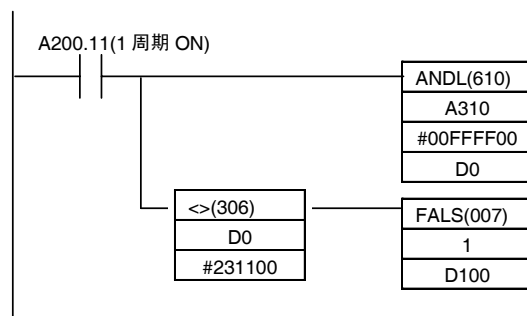 A200.11(1 周期 ON)
ANDL(610)
A310
#00FFFF00
D0
<>(306)
D0
#231100
FALS(007)
1
D100